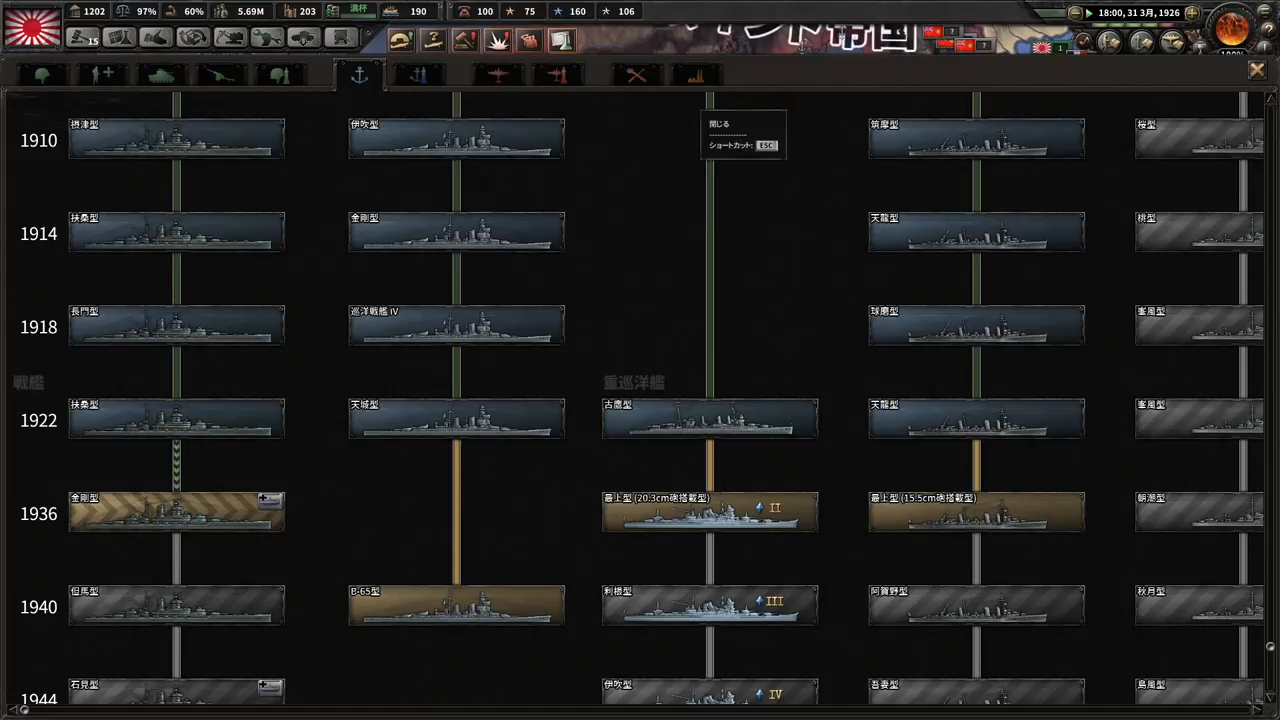 1202 97% 60% 5.69M 203 満杯 190 100 75 160 106
18:00, 31 3月, 1926
15
1
? ?
100%
閉じる
--------------
ショートカット: ESC
1910 摂津型 伊吹型 筑摩型 桜型
1914 扶桑型 金剛型 天龍型 桃型
1918 長門型 巡洋戦艦 IV 球磨型 峯風型
戦艦 重巡洋艦
1922 扶桑型 天城型 古鷹型 天龍型 峯風型
1936 金剛型 最上型 (20.3cm砲搭載型) II 最上型 (15.5cm砲搭載型) 朝潮型
1940 但馬型 B-65型 利根型 III 阿賀野型 秋月型
1944 石見型 伊吹型 IV 吾妻型 島風型